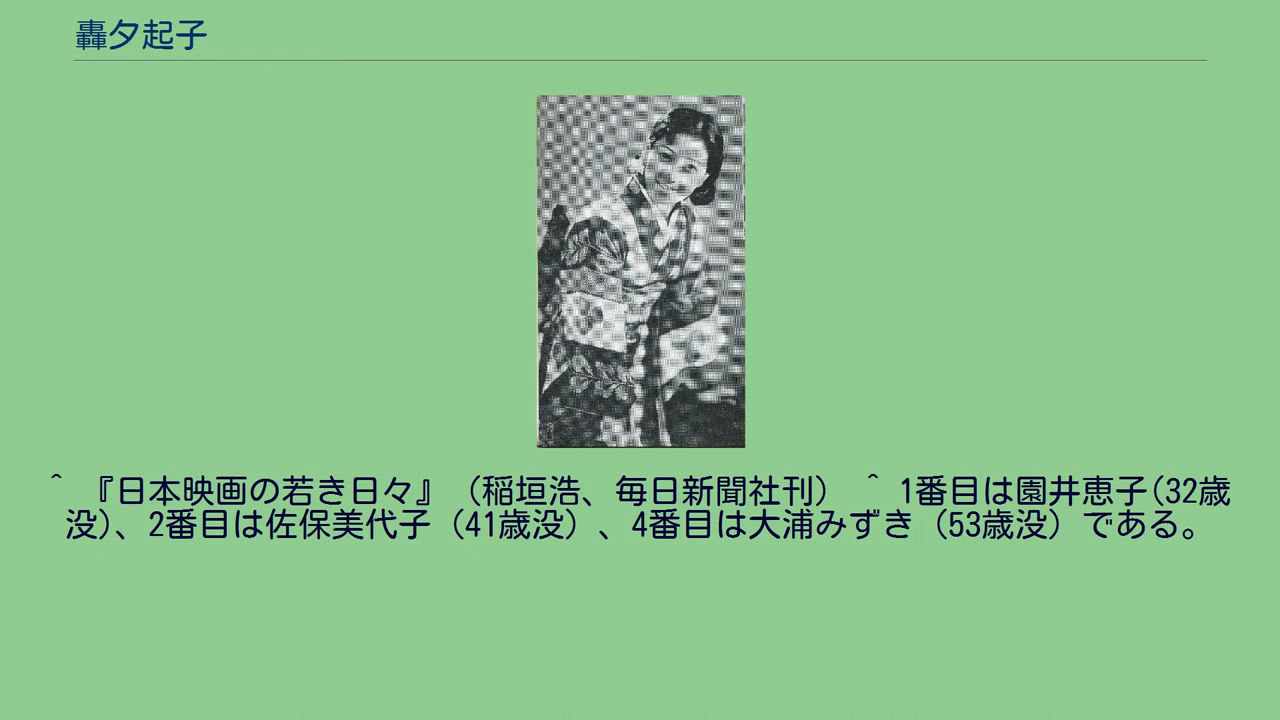 轟夕起子
^ 『日本映画の若き日々』（稲垣浩、毎日新聞社刊） ^ 1番目は園井恵子(32歳
没)、2番目は佐保美代子（41歳没）、4番目は大浦みずき（53歳没）である。